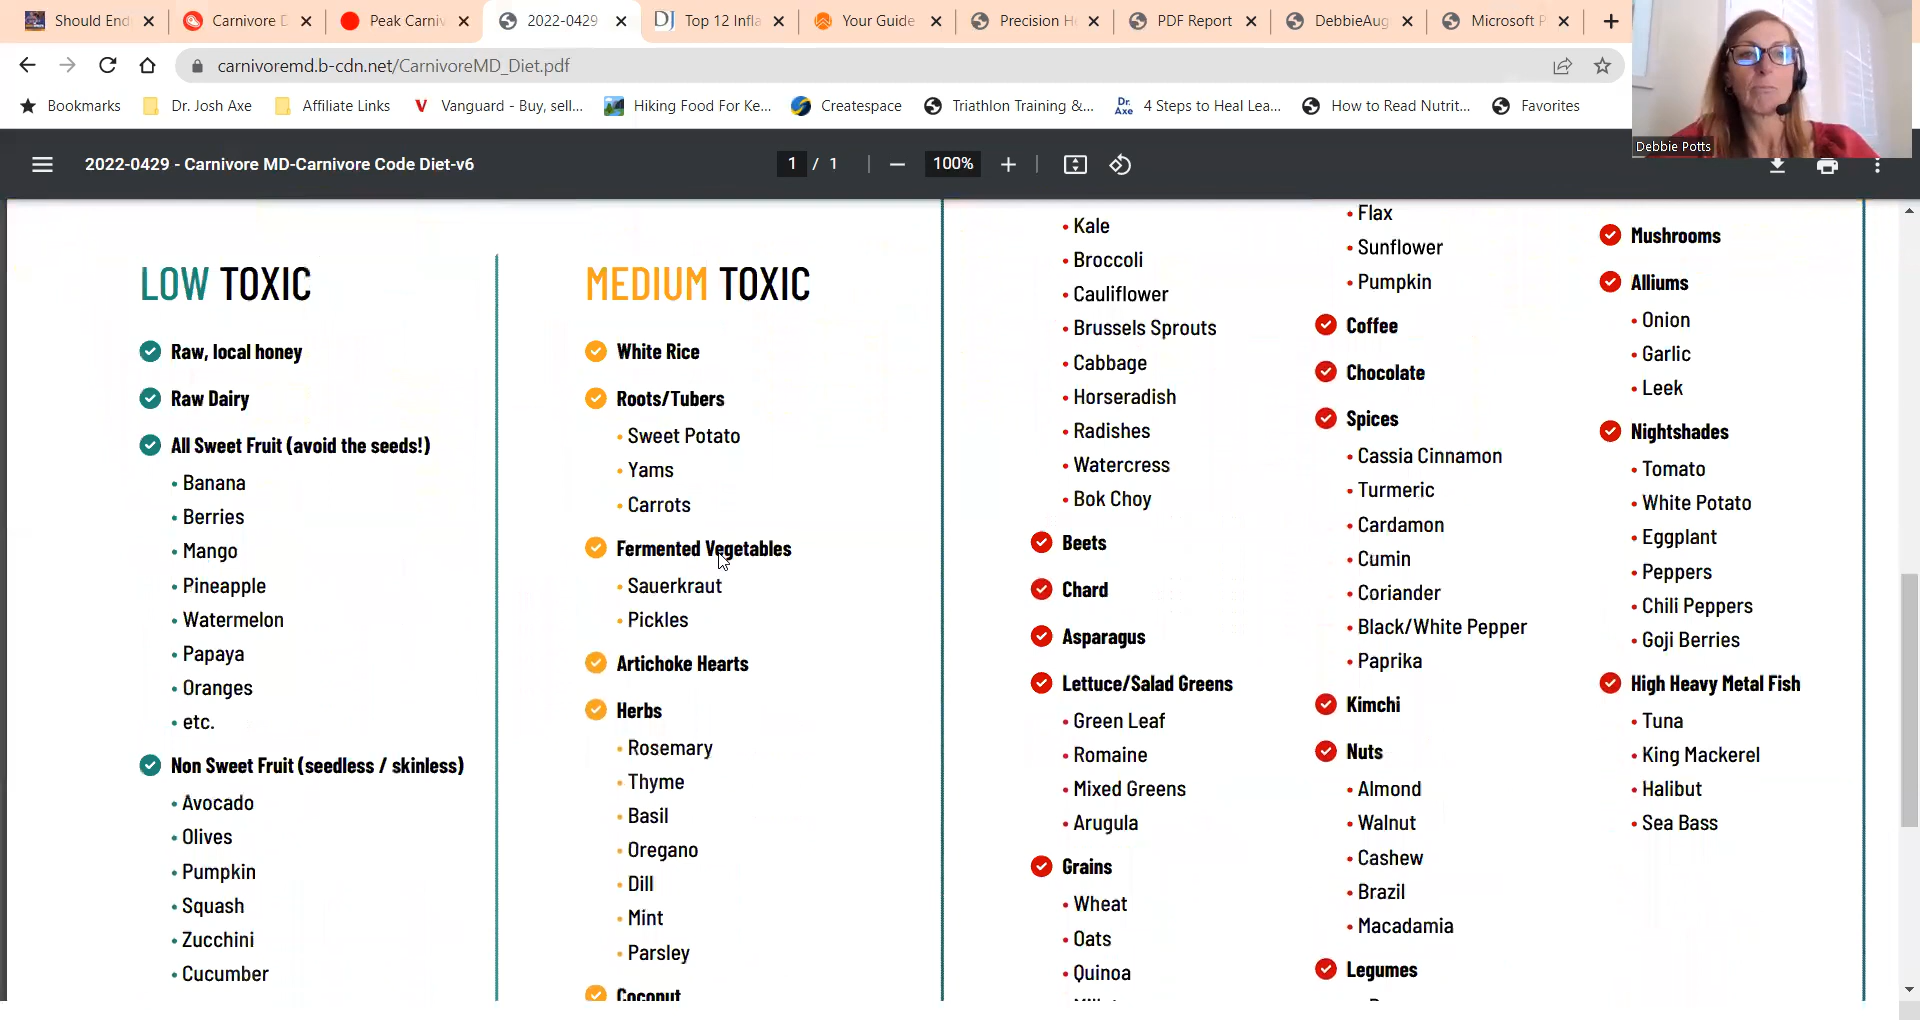 Should End
Carnivore D
Peak Carniv
2022-0429
DJ
Top 12 Infla
Your Guide
Precision He
PDF Report
DebbieAug
Microsoft P
carnivoremd.b-cdn.net/CarnivoreMD_Diet.pdf
Bookmarks
Dr. Josh Axe
Affiliate Links
Vanguard - Buy, sell...
Hiking Food For Ke...
Createspace
Triathlon Training &...
Dr. Axe
4 Steps to Heal Lea...
How to Read Nutrit...
Favorites
Debbie Potts
2022-0429 - Carnivore MD-Carnivore Code Diet-v6
1 / 1
100%
LOW TOXIC
Raw, local honey
Raw Dairy
All Sweet Fruit (avoid the seeds!)
• Banana
• Berries
• Mango
• Pineapple
• Watermelon
• Papaya
• Oranges
• etc.
Non Sweet Fruit (seedless / skinless)
• Avocado
• Olives
• Pumpkin
• Squash
• Zucchini
• Cucumber
MEDIUM TOXIC
White Rice
Roots/Tubers
• Sweet Potato
• Yams
• Carrots
Fermented Vegetables
• Sauerkraut
• Pickles
Artichoke Hearts
Herbs
• Rosemary
• Thyme
• Basil
• Oregano
• Dill
• Mint
• Parsley
Coconut
• Kale
• Broccoli
• Cauliflower
• Brussels Sprouts
• Cabbage
• Horseradish
• Radishes
• Watercress
• Bok Choy
Beets
Chard
Asparagus
Lettuce/Salad Greens
• Green Leaf
• Romaine
• Mixed Greens
• Arugula
Grains
• Wheat
• Oats
• Quinoa
• Flax
• Sunflower
• Pumpkin
Coffee
Chocolate
Spices
• Cassia Cinnamon
• Turmeric
• Cardamon
• Cumin
• Coriander
• Black/White Pepper
• Paprika
Kimchi
Nuts
• Almond
• Walnut
• Cashew
• Brazil
• Macadamia
Legumes
Mushrooms
Alliums
• Onion
• Garlic
• Leek
Nightshades
• Tomato
• White Potato
• Eggplant
• Peppers
• Chili Peppers
• Goji Berries
High Heavy Metal Fish
• Tuna
• King Mackerel
• Halibut
• Sea Bass